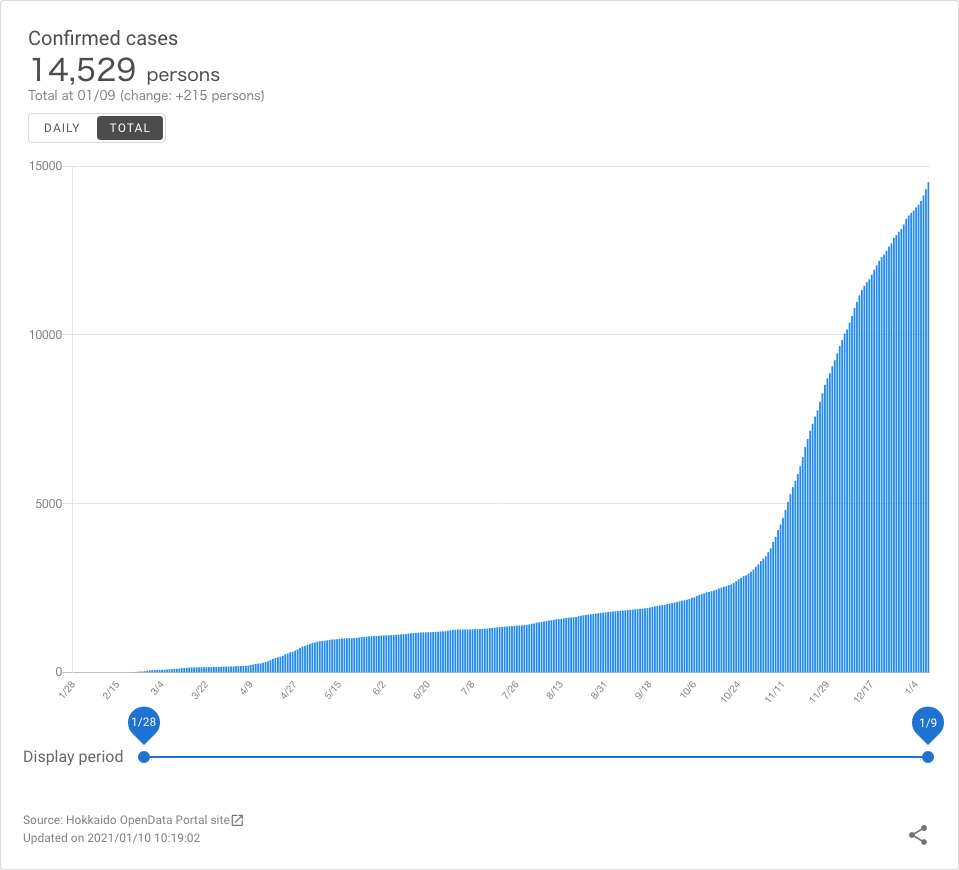 Confirmed cases
14,529 persons
Total at 01/09 (change: +215 persons)
DAILY TOTAL
15000
10000
5000
0
1/28 2/15 3/4 3/22 4/9 4/27 5/15 6/2 6/20 7/8 7/26 8/13 8/31 9/18 10/6 10/24 11/11 11/29 12/17 1/4
1/28 1/9
Display period
Source: Hokkaido OpenData Portal site
Updated on 2021/01/10 10:19:02